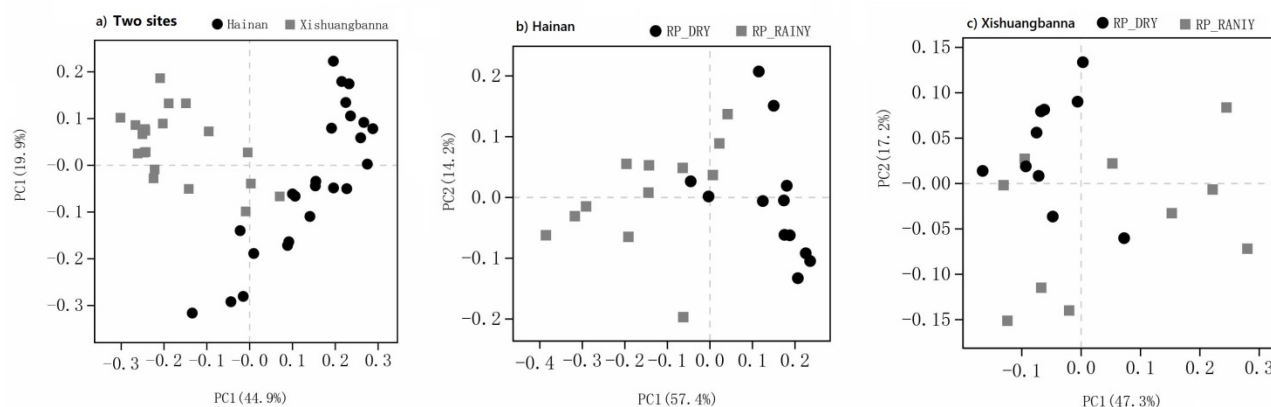 a) Two sites ● Hainan ■ Xishuangbanna
PC1(19.9%)
0.2
0.1
-0.0
-0.1
-0.2
-0.3
-0.3 -0.2 -0.1 -0.0 0.1 0.2 0.3
PC1(44.9%)
b) Hainan ● RP_DRY ■ RP_RAINY
PC2(14.2%)
0.2
0.1
0.0
-0.1
-0.2
-0.4 -0.3 -0.2 -0.1 0.0 0.1 0.2
PC1(57.4%)
c) Xishuangbanna ● RP_DRY ■ RP_RANIY
PC2(17.2%)
0.15
0.10
0.05
-0.00
-0.05
-0.10
-0.15
-0.1 0.0 0.1 0.2 0.3
PC1(47.3%)